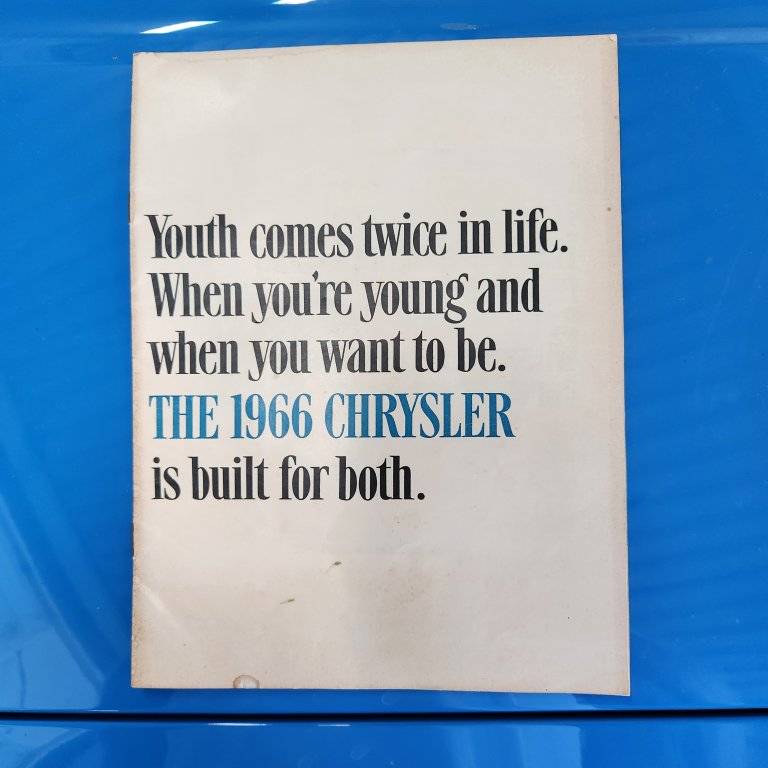 Youth comes twice in life.
When you're young and
when you want to be.
THE 1966 CHRYSLER
is built for both.